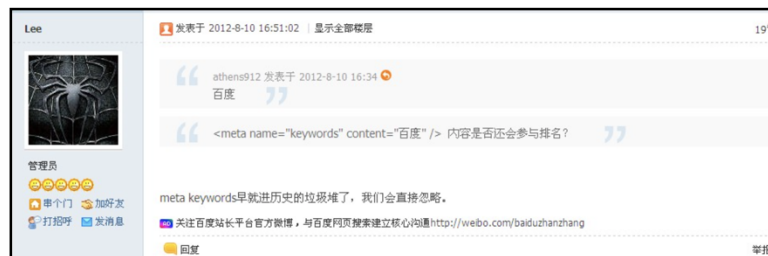 Lee
发表于 2012-8-10 16:51:02 | 显示全部楼层
19
athens912 发表于 2012-8-10 16:34
百度
<meta name="keywords" content="百度" /> 内容是否还会参与排名?
管理员
串个门 加好友
打招呼 发消息
meta keywords早就进历史的垃圾堆了，我们会直接忽略。
关注百度站长平台官方微博，与百度网页搜索建立核心沟通http://weibo.com/baiduzhanzhang
回复
举报